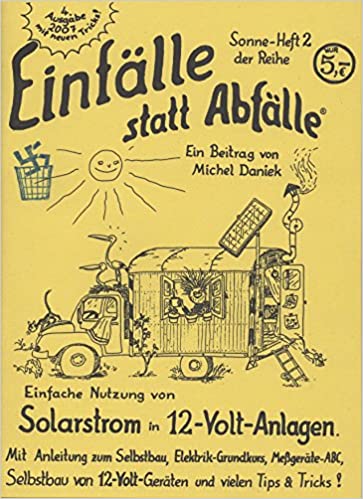 4.
Ausgabe
2007
mit neuen Tricks!
Sonne-Heft 2
der Reihe
NUR
5,- €
Einfälle
statt Abfälle®
Ein Beitrag von
Michel Daniek
Einfache Nutzung von
Solarstrom in 12-Volt-Anlagen.
Mit Anleitung zum Selbstbau, Elektrik-Grundkurs, Meßgeräte-ABC,
Selbstbau von 12-Volt-Geräten und vielen Tips & Tricks !